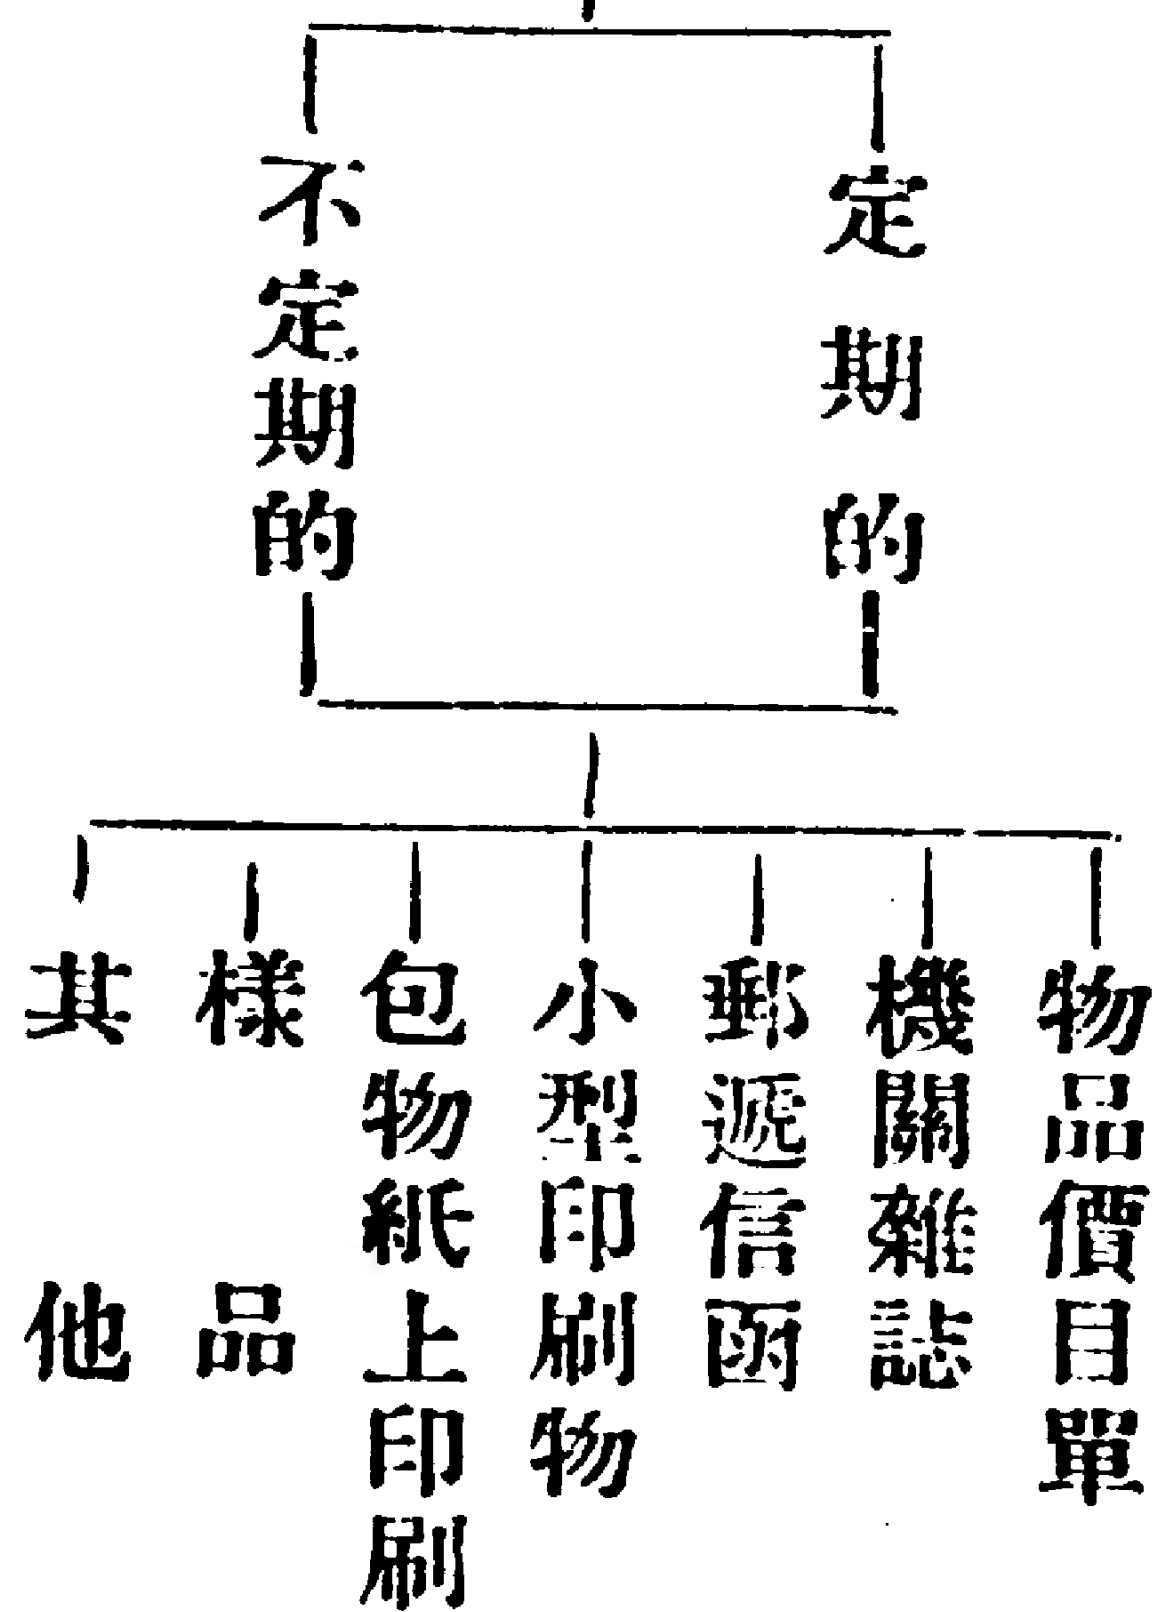 定期的
不定期的
物品價目單
機關雜誌
郵遞信函
小型印刷物
包物紙上印刷
樣品
其他